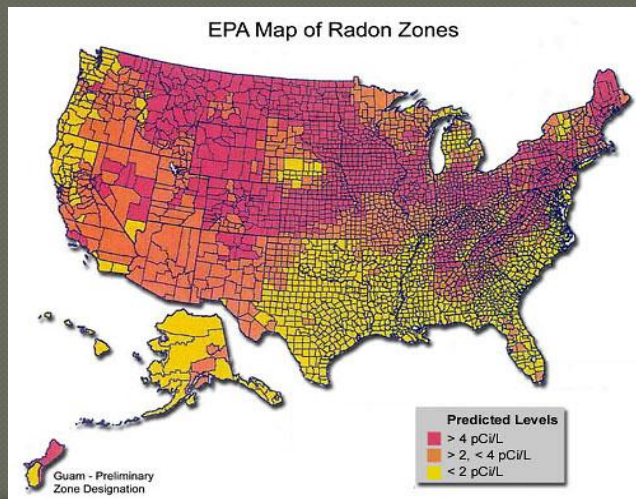 EPA Map of Radon Zones
Predicted Levels
> 4 pCi/L
> 2, < 4 pCi/L
< 2 pCi/L
Guam - Preliminary
Zone Designation